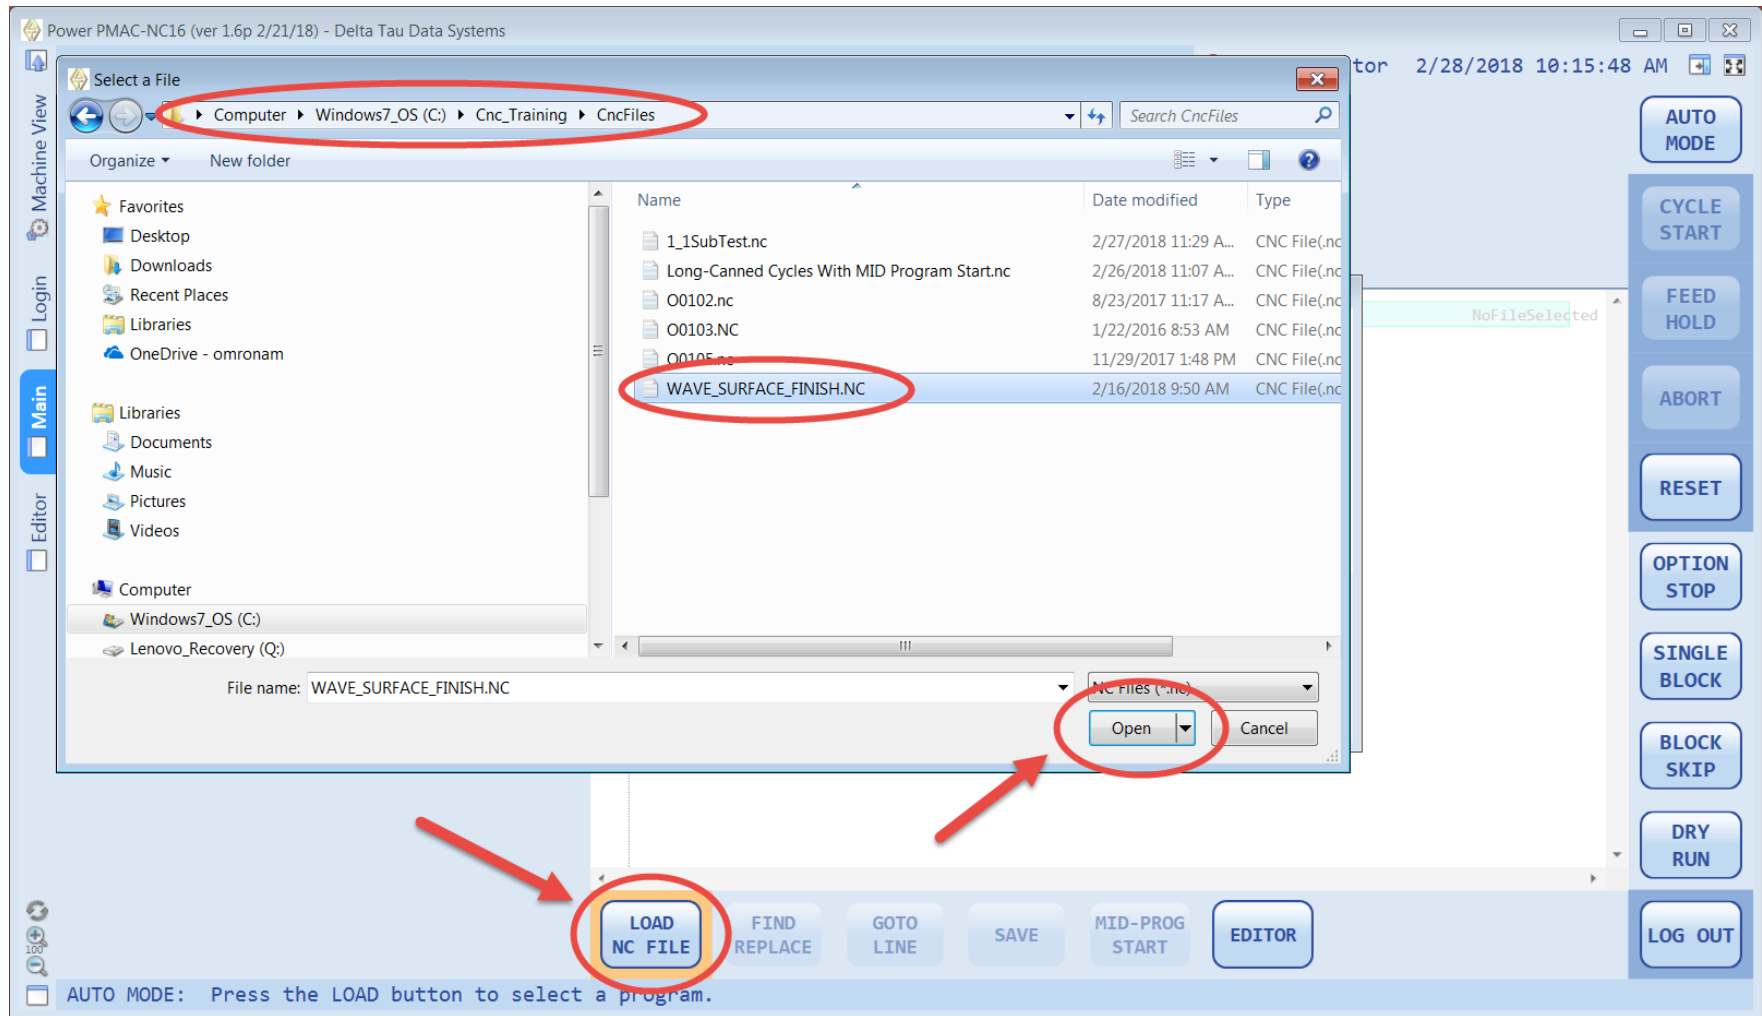 Power PMAC-NC16 (ver 1.6p 2/21/18) - Delta Tau Data Systems
tor 2/28/2018 10:15:48 AM
Select a File
Computer Windows7_OS (C:) Cnc_Training CncFiles
Search CncFiles
Organize New folder
Name Date modified Type
Favorites
Desktop
Downloads
Recent Places
Libraries
OneDrive - omronam
Libraries
Documents
Music
Pictures
Videos
Computer
Windows7_OS (C:)
Lenovo_Recovery (Q:)
1_1SubTest.nc 2/27/2018 11:29 A... CNC File(.nc
Long-Canned Cycles With MID Program Start.nc 2/26/2018 11:07 A... CNC File(.nc
O0102.nc 8/23/2017 11:17 A... CNC File(.nc
O0103.NC 1/22/2016 8:53 AM CNC File(.nc
O0105.nc 11/29/2017 1:48 PM CNC File(.nc
WAVE_SURFACE_FINISH.NC 2/16/2018 9:50 AM CNC File(.nc
File name: WAVE_SURFACE_FINISH.NC
NC Files (*.nc)
Open Cancel
Machine View
Login
Main
Editor
NoFileSelected
AUTO
MODE
CYCLE
START
FEED
HOLD
ABORT
RESET
OPTION
STOP
SINGLE
BLOCK
BLOCK
SKIP
DRY
RUN
LOG OUT
LOAD
NC FILE
FIND
REPLACE
GOTO
LINE
SAVE
MID-PROG
START
EDITOR
100
AUTO MODE: Press the LOAD button to select a program.